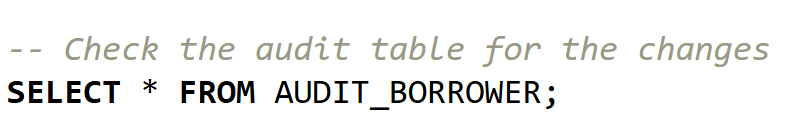 -- Check the audit table for the changes
SELECT * FROM AUDIT_BORROWER;